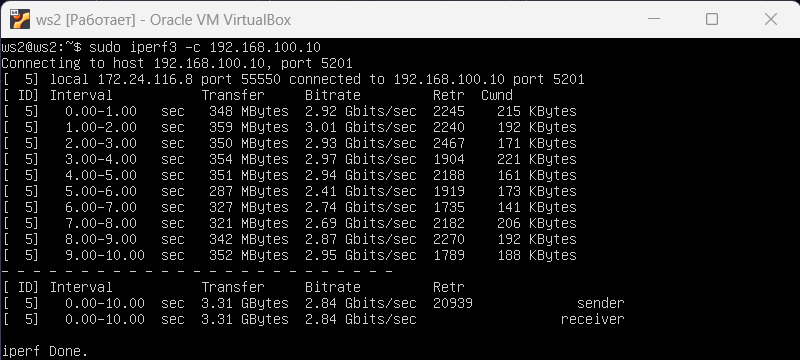 ws2 [Работает] - Oracle VM VirtualBox
ws2@ws2:~$ sudo iperf3 -c 192.168.100.10
Connecting to host 192.168.100.10, port 5201
[  5] local 172.24.116.8 port 55550 connected to 192.168.100.10 port 5201
[ ID] Interval           Transfer     Bitrate         Retr  Cwnd
[  5]   0.00-1.00   sec   348 MBytes  2.92 Gbits/sec  2245    215 KBytes
[  5]   1.00-2.00   sec   359 MBytes  3.01 Gbits/sec  2240    192 KBytes
[  5]   2.00-3.00   sec   350 MBytes  2.93 Gbits/sec  2467    171 KBytes
[  5]   3.00-4.00   sec   354 MBytes  2.97 Gbits/sec  1904    221 KBytes
[  5]   4.00-5.00   sec   351 MBytes  2.94 Gbits/sec  2188    161 KBytes
[  5]   5.00-6.00   sec   287 MBytes  2.41 Gbits/sec  1919    173 KBytes
[  5]   6.00-7.00   sec   327 MBytes  2.74 Gbits/sec  1735    141 KBytes
[  5]   7.00-8.00   sec   321 MBytes  2.69 Gbits/sec  2182    206 KBytes
[  5]   8.00-9.00   sec   342 MBytes  2.87 Gbits/sec  2270    192 KBytes
[  5]   9.00-10.00  sec   352 MBytes  2.95 Gbits/sec  1789    188 KBytes
- - - - - - - - - - - - - - - - - - - - - - - - -
[ ID] Interval           Transfer     Bitrate         Retr
[  5]   0.00-10.00  sec  3.31 GBytes  2.84 Gbits/sec  20939             sender
[  5]   0.00-10.00  sec  3.31 GBytes  2.84 Gbits/sec                  receiver
iperf Done.